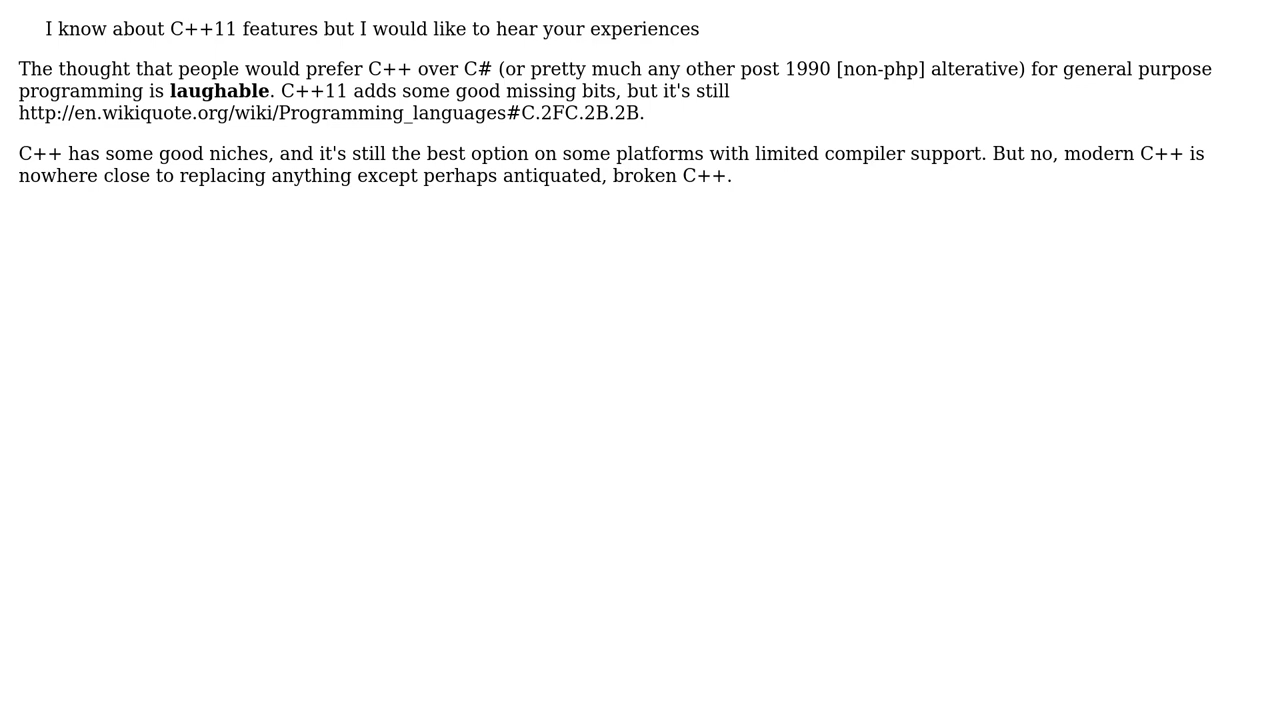 I know about C++11 features but I would like to hear your experiences
The thought that people would prefer C++ over C# (or pretty much any other post 1990 [non-php] alterative) for general purpose
programming is laughable. C++11 adds some good missing bits, but it's still
http://en.wikiquote.org/wiki/Programming_languages#C.2FC.2B.2B.
C++ has some good niches, and it's still the best option on some platforms with limited compiler support. But no, modern C++ is
nowhere close to replacing anything except perhaps antiquated, broken C++.